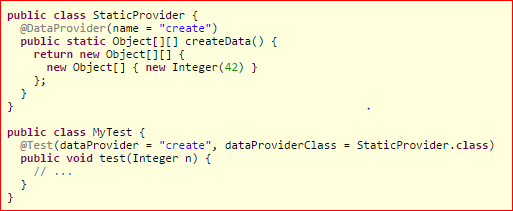 public class StaticProvider {
  @DataProvider(name = "create")
  public static Object[][] createData() {
    return new Object[][] {
      new Object[] { new Integer(42) }
    };
  }
}

public class MyTest {
  @Test(dataProvider = "create", dataProviderClass = StaticProvider.class)
  public void test(Integer n) {
    // ...
  }
}